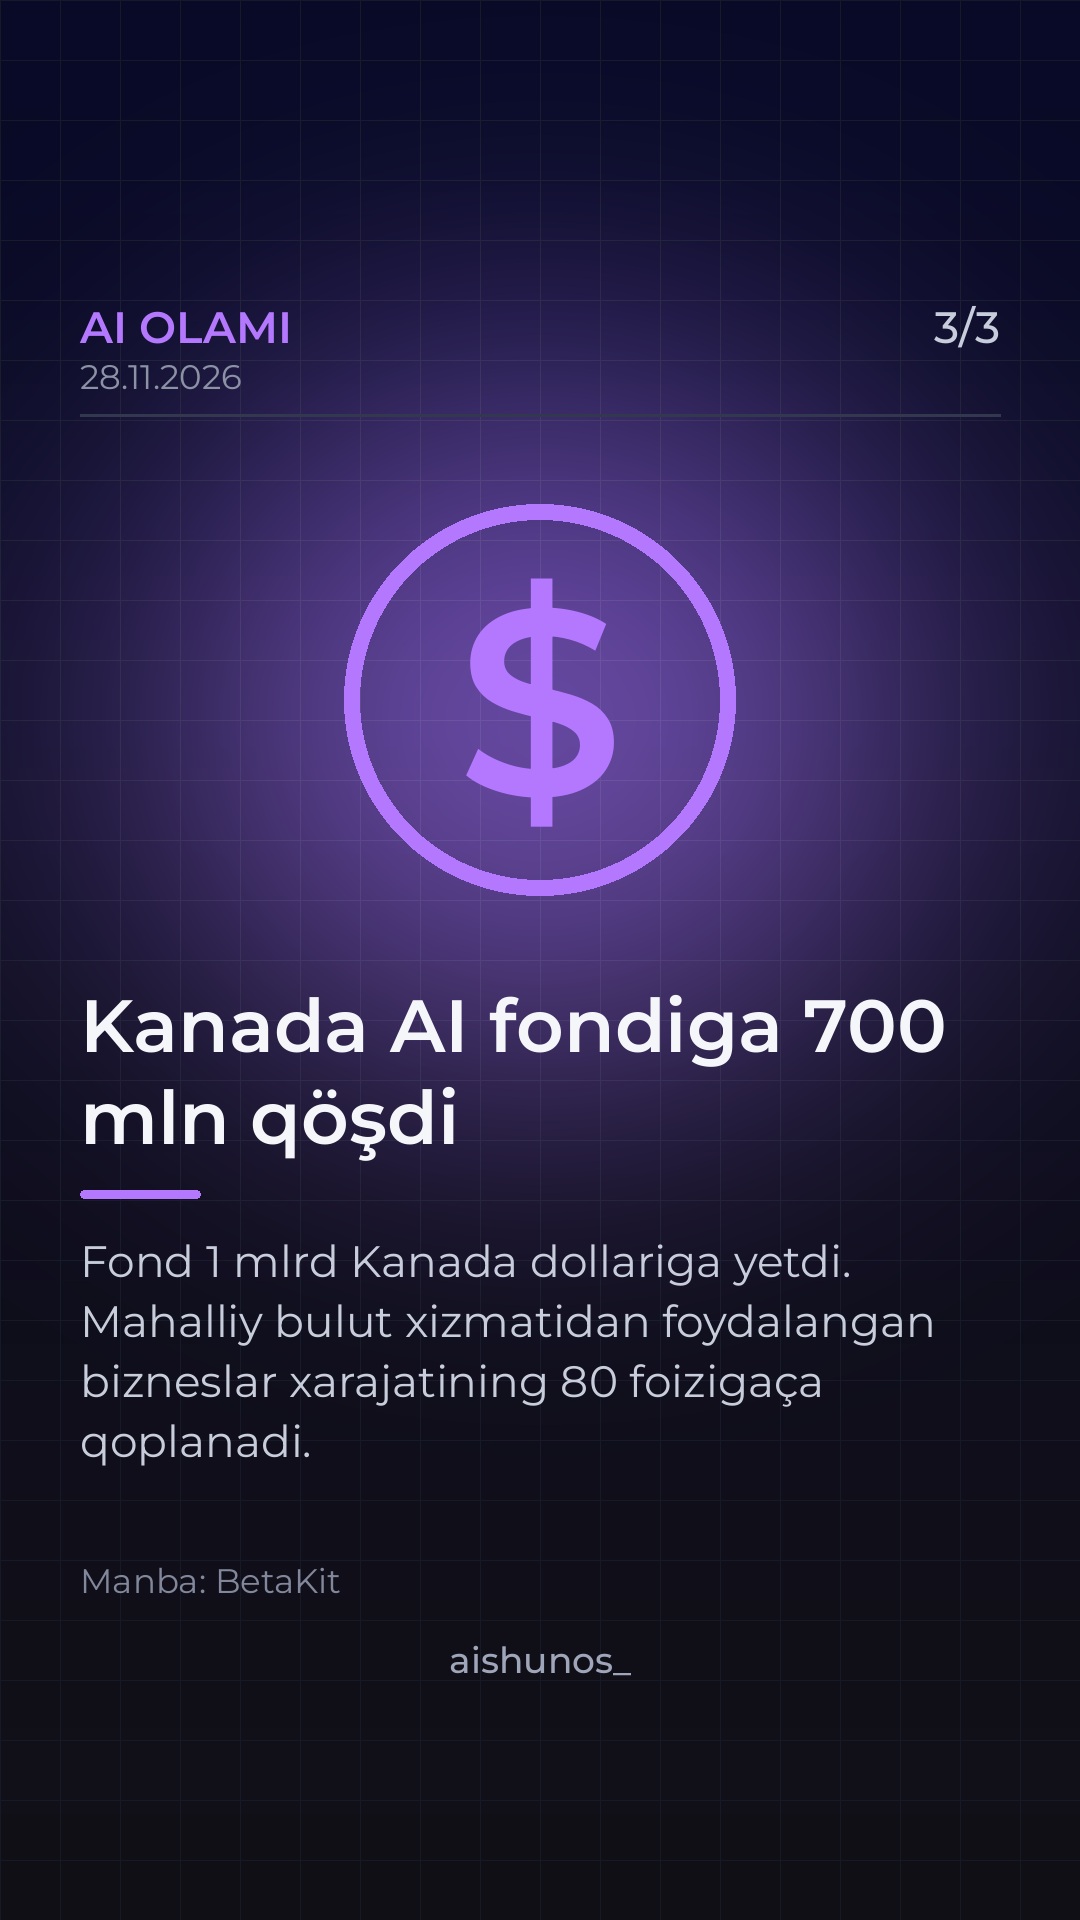 AI OLAMI
3/3
28.11.2026
$
Kanada AI fondiga 700
mln qöşdi
Fond 1 mlrd Kanada dollariga yetdi.
Mahalliy bulut xizmatidan foydalangan
bizneslar xarajatining 80 foizigaça
qoplanadi.
Manba: BetaKit
aishunos_